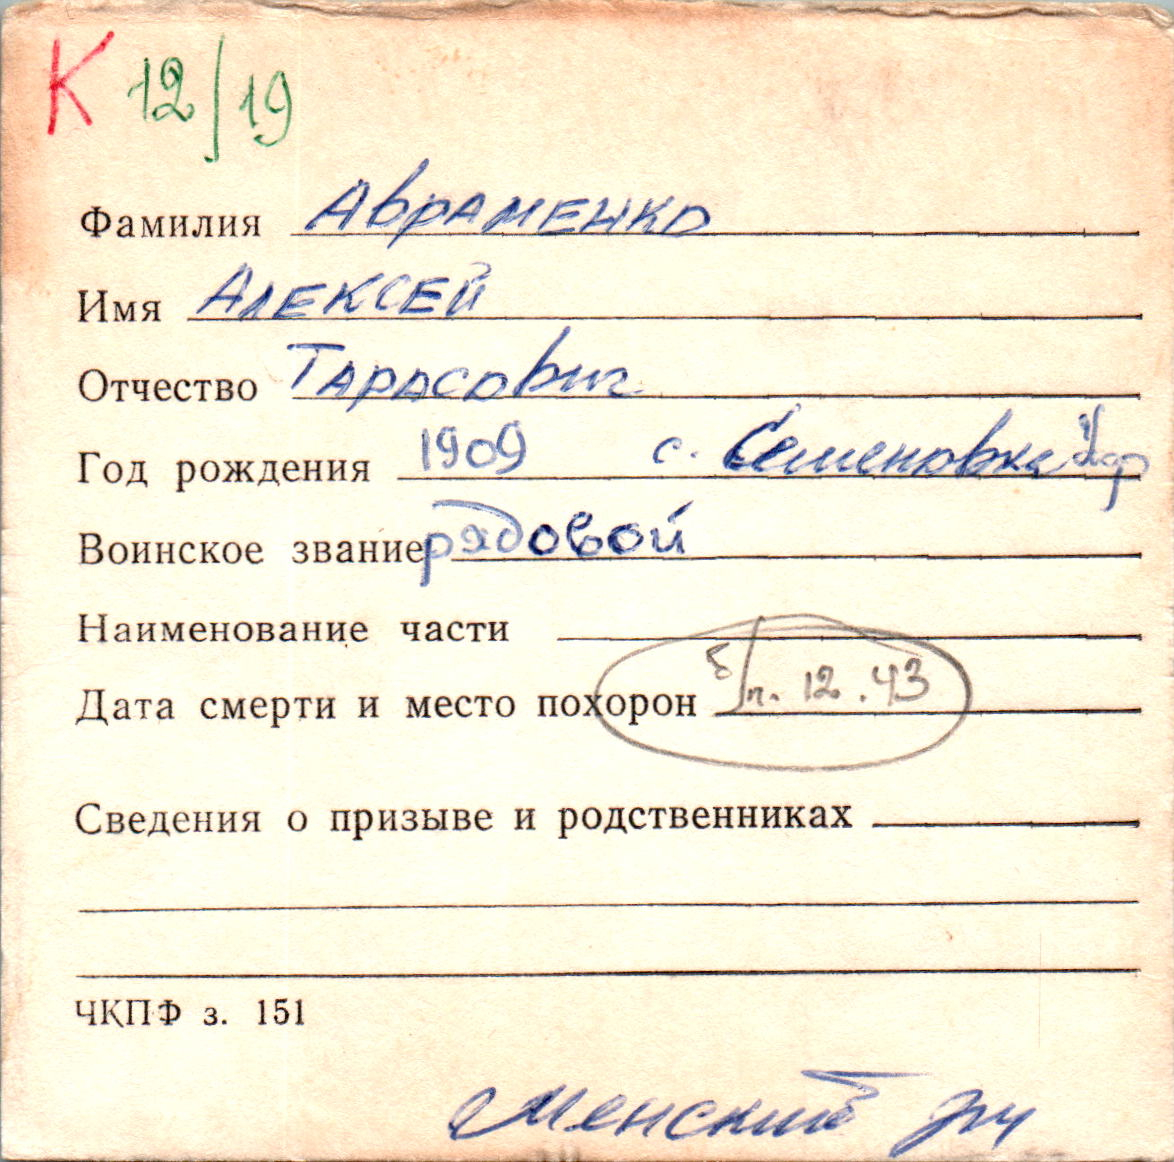 К 12/19
Фамилия Авраменко
Имя Алексей
Отчество Тарасович
Год рождения 1909 с. Семеновка
Воинское звание рядовой
Наименование части
Дата смерти и место похорон б/п. 12.43
Сведения о призыве и родственниках
ЧКПФ з. 151
Менский